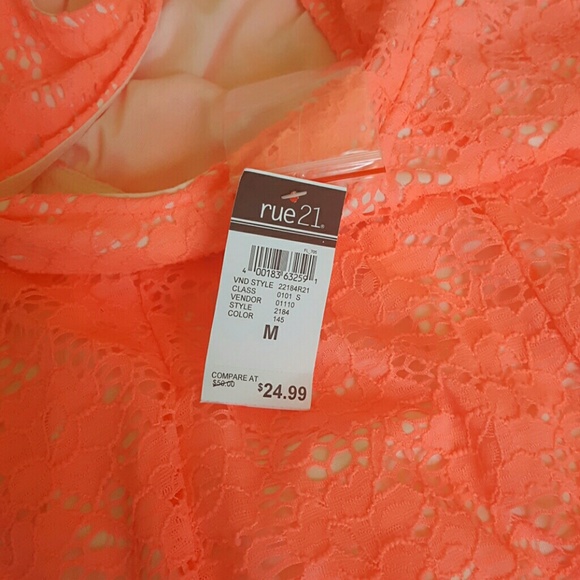 rue21®
4 00183 63259 1
VND STYLE 22184R21
CLASS 0101 S
VENDOR 01110
STYLE 2184
COLOR 145
M
COMPARE AT
$50.00 $24.99